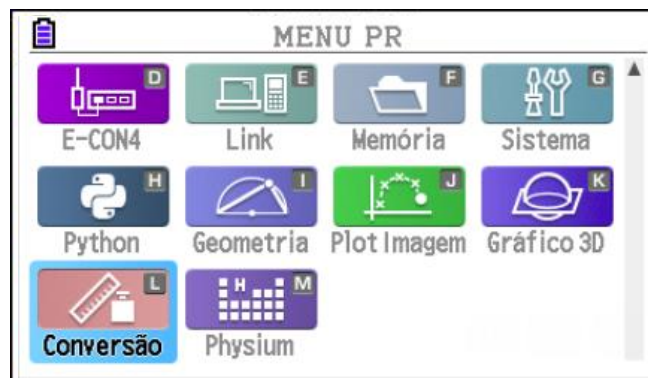 MENU PR
D E F G
E-CON4 Link Memória Sistema
H I J K
Python Geometria Plot Imagem Gráfico 3D
L H M
Conversão Physium